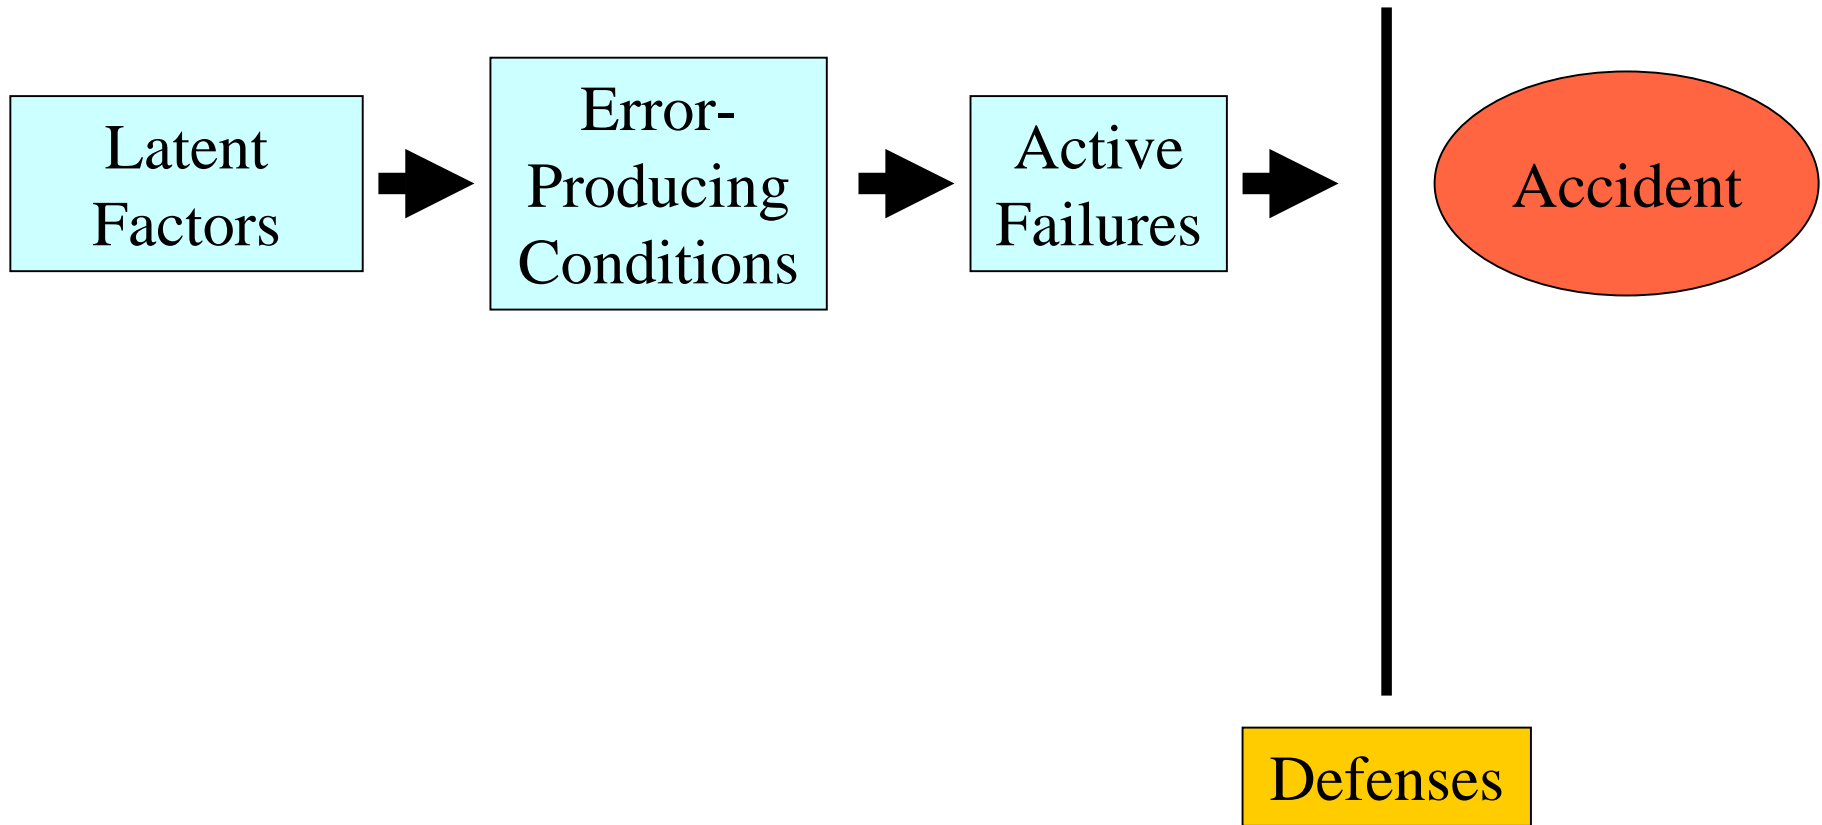 Latent
Factors
Error-
Producing
Conditions
Active
Failures
Accident
Defenses